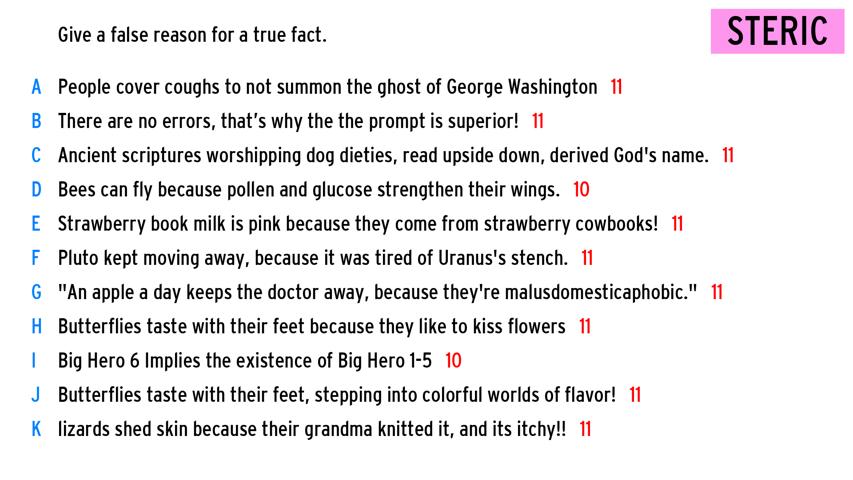 Give a false reason for a true fact.
STERIC
A People cover coughs to not summon the ghost of George Washington 11
B There are no errors, that's why the the prompt is superior! 11
C Ancient scriptures worshipping dog dieties, read upside down, derived God's name. 11
D Bees can fly because pollen and glucose strengthen their wings. 10
E Strawberry book milk is pink because they come from strawberry cowbooks! 11
F Pluto kept moving away, because it was tired of Uranus's stench. 11
G "An apple a day keeps the doctor away, because they're malusdomesticaphobic." 11
H Butterflies taste with their feet because they like to kiss flowers 11
I Big Hero 6 Implies the existence of Big Hero 1-5 10
J Butterflies taste with their feet, stepping into colorful worlds of flavor! 11
K lizards shed skin because their grandma knitted it, and its itchy!! 11